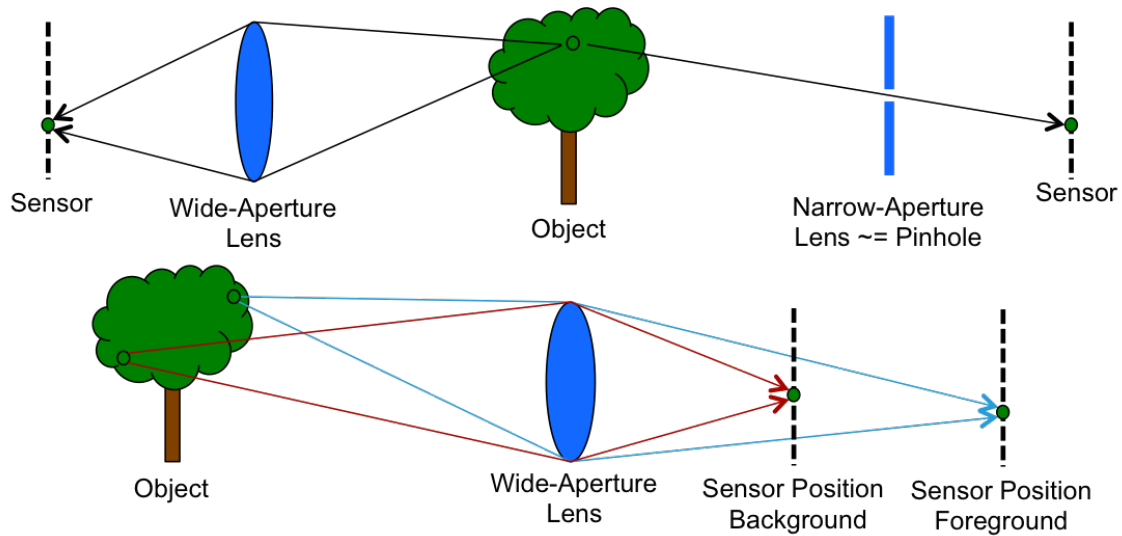 Sensor
Wide-Aperture
Lens
Object
Narrow-Aperture
Lens ~= Pinhole
Sensor
Object
Wide-Aperture
Lens
Sensor Position
Background
Sensor Position
Foreground